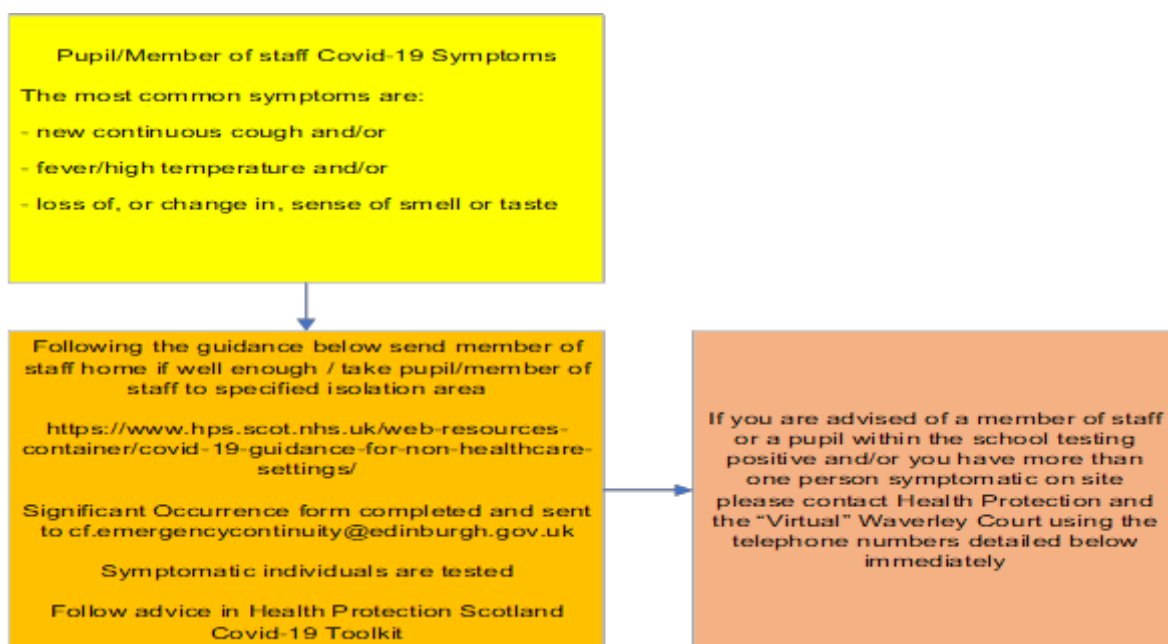 Pupil/Member of staff Covid-19 Symptoms
The most common symptoms are:
- new continuous cough and/or
- fever/high temperature and/or
- loss of, or change in, sense of smell or taste
Following the guidance below send member of
staff home if well enough / take pupil/member of
staff to specified isolation area
https://www.hps.scot.nhs.uk/web-resources-
container/covid-19-guidance-for-non-healthcare-
settings/
Significant Occurrence form completed and sent
to cf.emergencycontinuity@edinburgh.gov.uk
Symptomatic individuals are tested
Follow advice in Health Protection Scotland
Covid-19 Toolkit
If you are advised of a member of staff
or a pupil within the school testing
positive and/or you have more than
one person symptomatic on site
please contact Health Protection and
the “Virtual” Waverley Court using the
telephone numbers detailed below
immediately